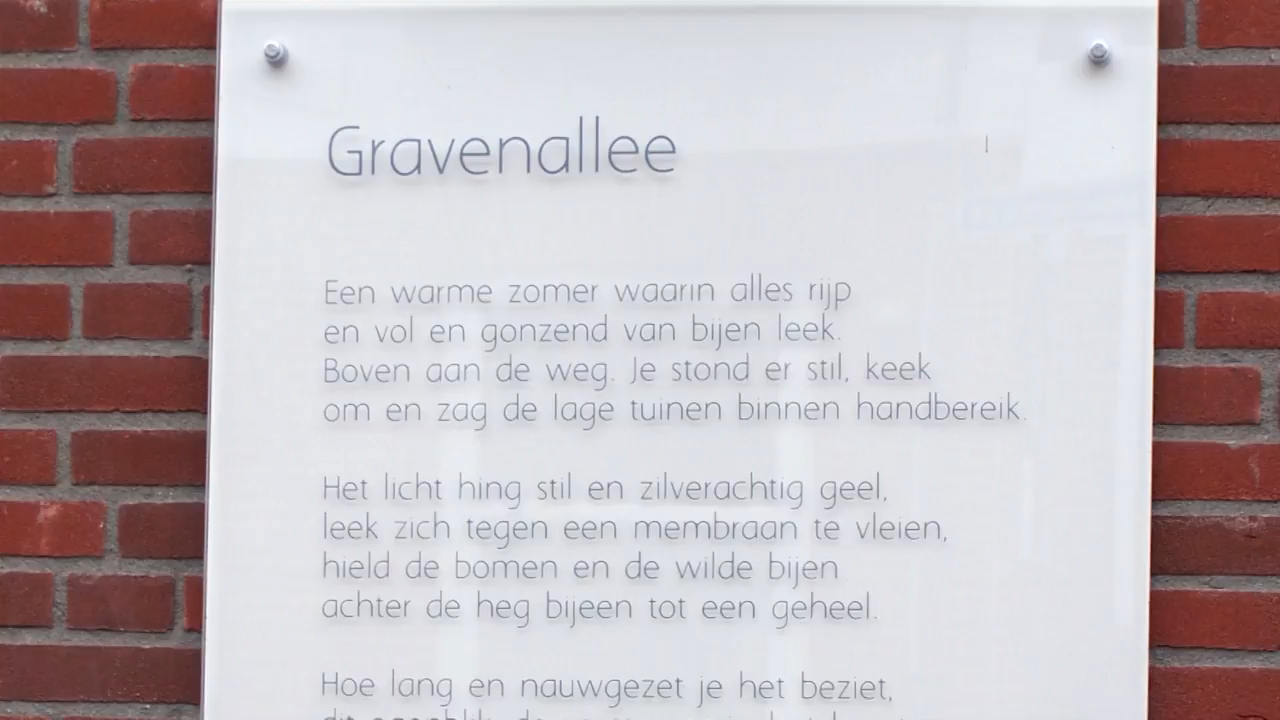 Gravenallee
Een warme zomer waarin alles rijp
en vol en gonzend van bijen leek.
Boven aan de weg. Je stond er stil, keek
om en zag de lage tuinen binnen handbereik.
Het licht hing stil en zilverachtig geel,
leek zich tegen een membraan te vleien,
hield de bomen en de wilde bijen
achter de heg bijeen tot een geheel.
Hoe lang en nauwgezet je het beziet,